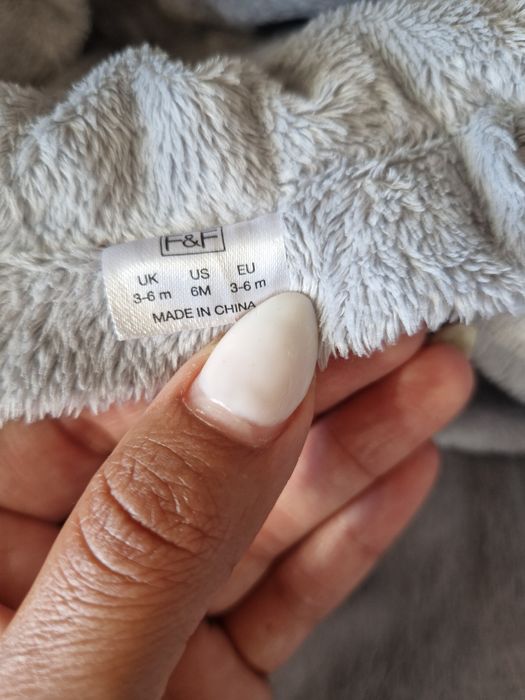 F&F
UK US EU
3-6 m 6M 3-6 m
MADE IN CHINA